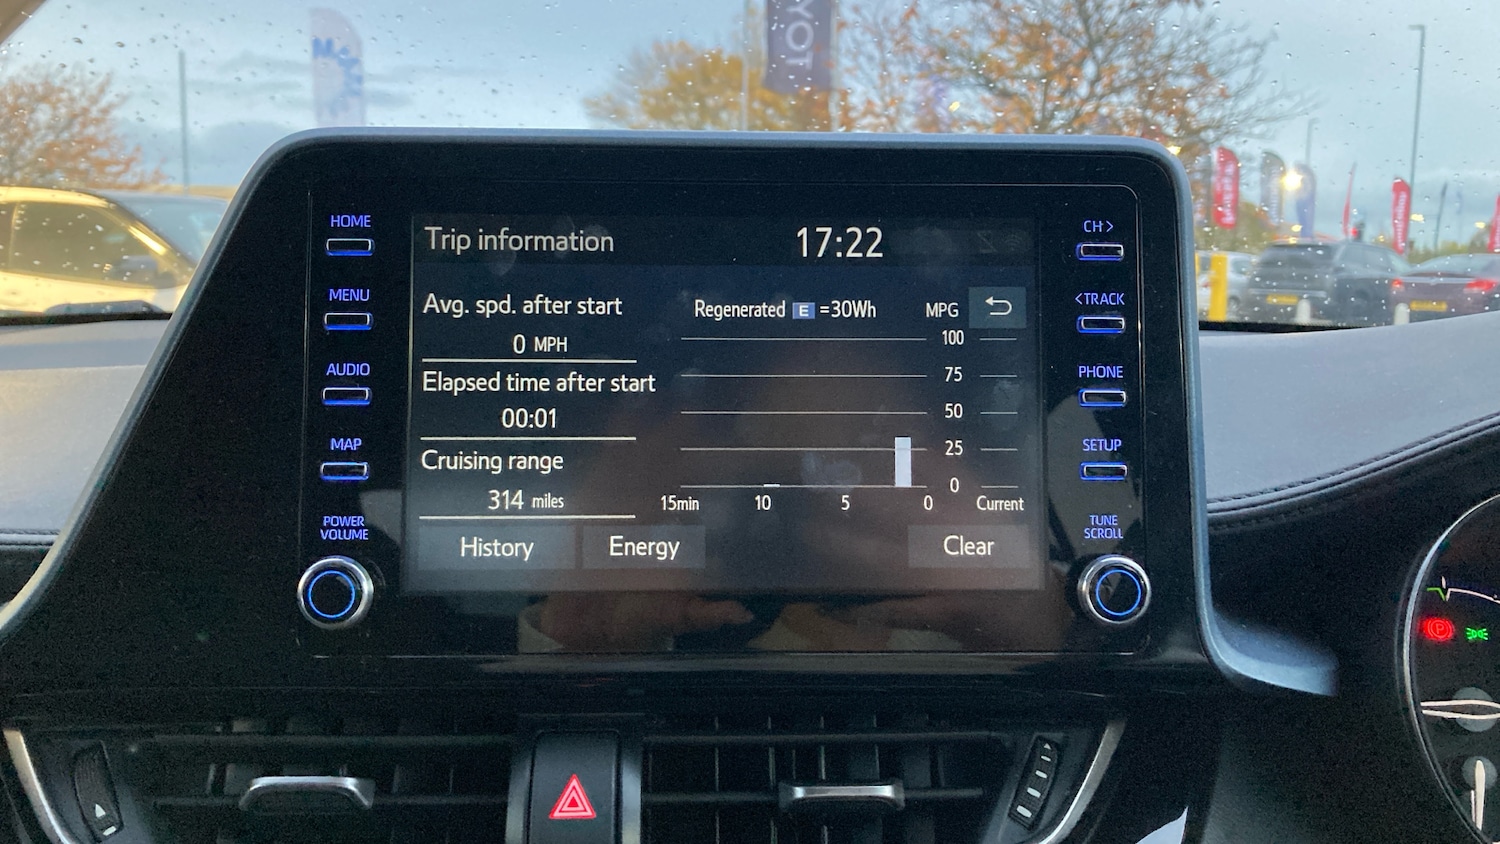 YOT
HOME
MENU
AUDIO
MAP
POWER
VOLUME
Trip information
17:22
Avg. spd. after start
0 MPH
Elapsed time after start
00:01
Cruising range
314 miles
Regenerated E =30Wh
MPG
100
75
50
25
0
15min 10 5 0 Current
History
Energy
Clear
CH>
<TRACK
PHONE
SETUP
TUNE
SCROLL
P